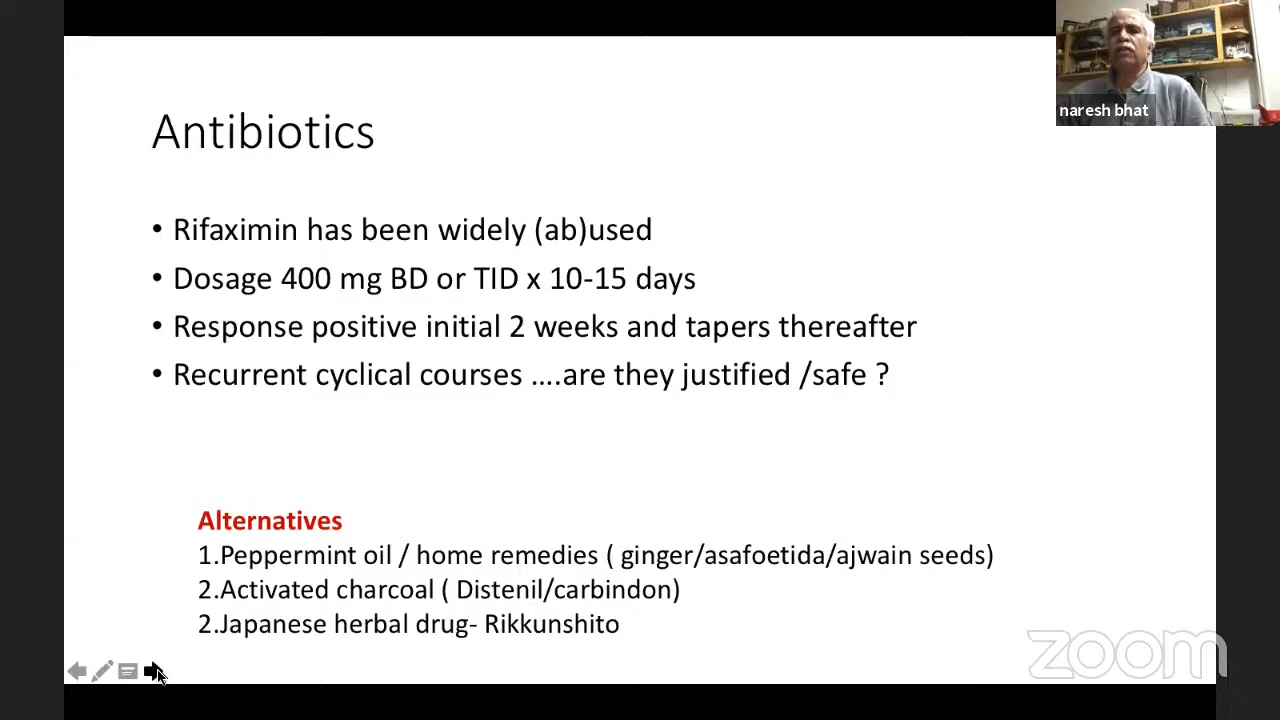 naresh bhat
Antibiotics
• Rifaximin has been widely (ab)used
• Dosage 400 mg BD or TID x 10-15 days
• Response positive initial 2 weeks and tapers thereafter
• Recurrent cyclical courses ....are they justified /safe ?
Alternatives
1.Peppermint oil / home remedies ( ginger/asafoetida/ajwain seeds)
2.Activated charcoal ( Distenil/carbindon)
2.Japanese herbal drug- Rikkunshito
zoom